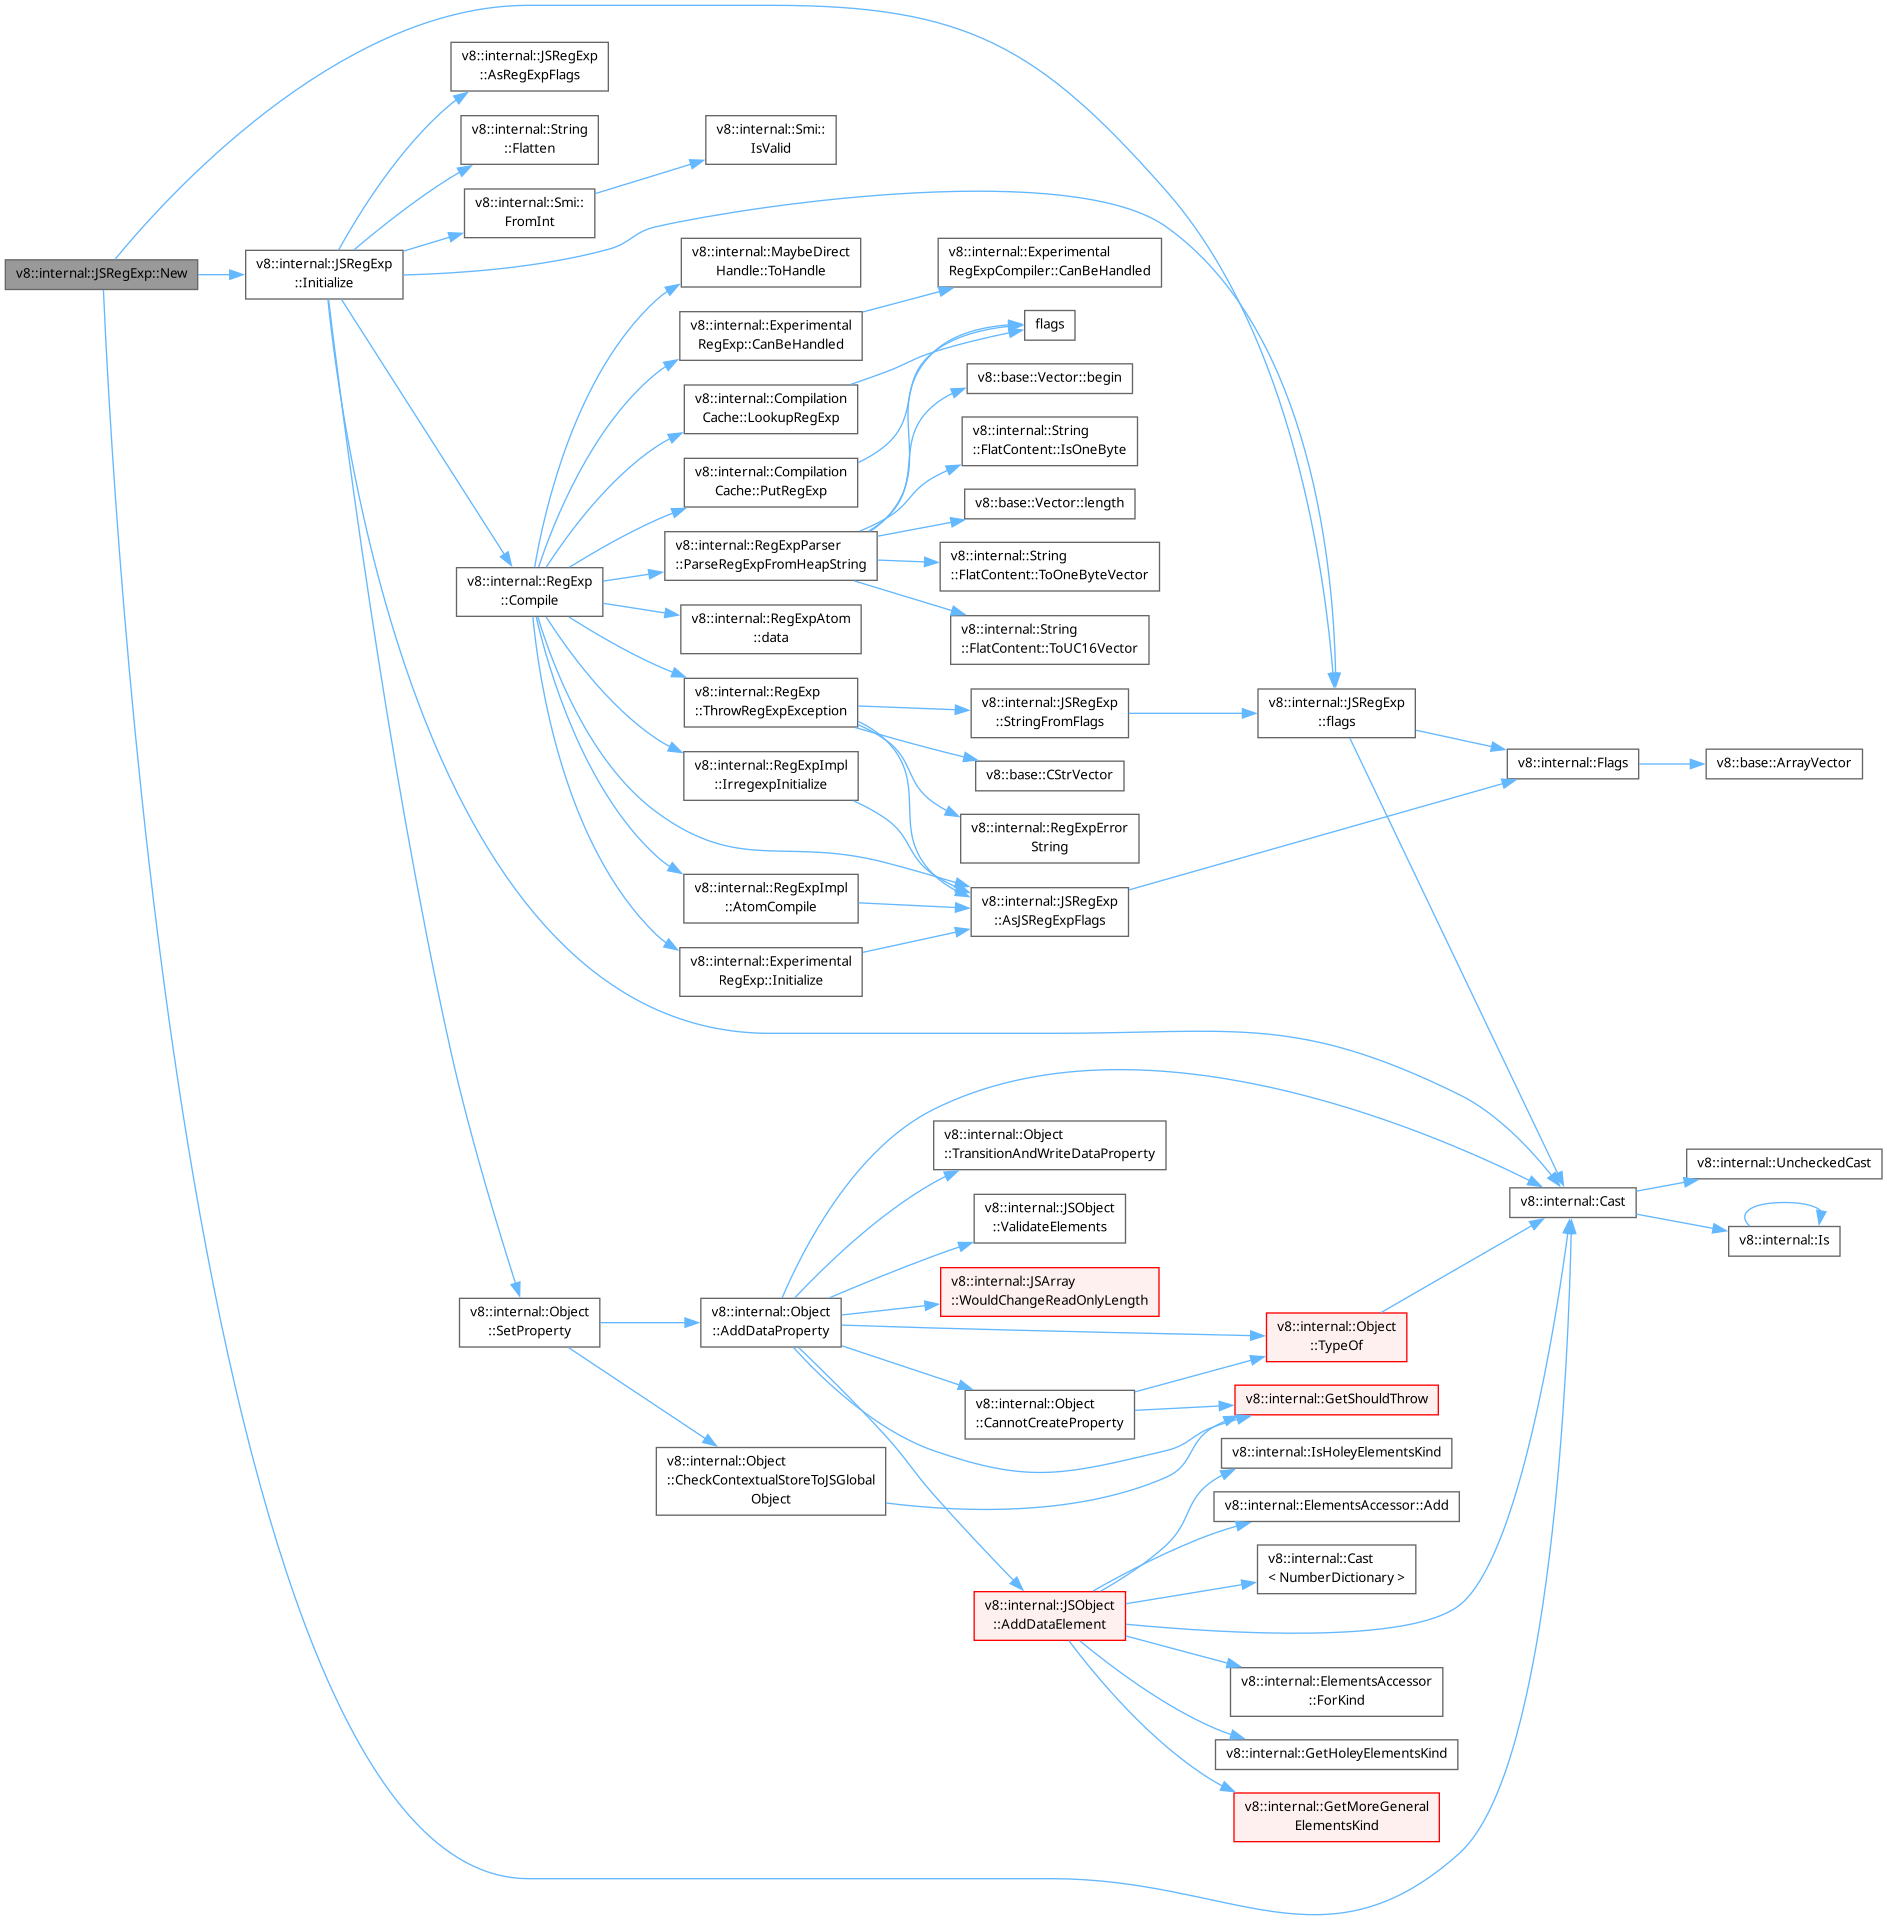 v8::internal::JSRegExp::New
v8::internal::JSRegExp
::Initialize
v8::internal::JSRegExp
::AsRegExpFlags
v8::internal::String
::Flatten
v8::internal::Smi::
FromInt
v8::internal::Smi::
IsValid
v8::internal::RegExp
::Compile
v8::internal::MaybeDirect
Handle::ToHandle
v8::internal::Experimental
RegExp::CanBeHandled
v8::internal::Experimental
RegExpCompiler::CanBeHandled
v8::internal::Compilation
Cache::LookupRegExp
flags
v8::internal::Compilation
Cache::PutRegExp
v8::internal::RegExpParser
::ParseRegExpFromHeapString
v8::base::Vector::begin
v8::internal::String
::FlatContent::IsOneByte
v8::base::Vector::length
v8::internal::String
::FlatContent::ToOneByteVector
v8::internal::String
::FlatContent::ToUC16Vector
v8::internal::RegExpAtom
::data
v8::internal::RegExp
::ThrowRegExpException
v8::internal::JSRegExp
::StringFromFlags
v8::base::CStrVector
v8::internal::RegExpError
String
v8::internal::RegExpImpl
::IrregexpInitialize
v8::internal::RegExpImpl
::AtomCompile
v8::internal::JSRegExp
::AsJSRegExpFlags
v8::internal::Experimental
RegExp::Initialize
v8::internal::JSRegExp
::flags
v8::internal::Flags
v8::base::ArrayVector
v8::internal::Object
::SetProperty
v8::internal::Object
::AddDataProperty
v8::internal::Object
::CheckContextualStoreToJSGlobal
Object
v8::internal::Object
::TransitionAndWriteDataProperty
v8::internal::JSObject
::ValidateElements
v8::internal::JSArray
::WouldChangeReadOnlyLength
v8::internal::Object
::CannotCreateProperty
v8::internal::JSObject
::AddDataElement
v8::internal::Object
::TypeOf
v8::internal::GetShouldThrow
v8::internal::IsHoleyElementsKind
v8::internal::ElementsAccessor::Add
v8::internal::Cast
< NumberDictionary >
v8::internal::ElementsAccessor
::ForKind
v8::internal::GetHoleyElementsKind
v8::internal::GetMoreGeneral
ElementsKind
v8::internal::Cast
v8::internal::UncheckedCast
v8::internal::Is